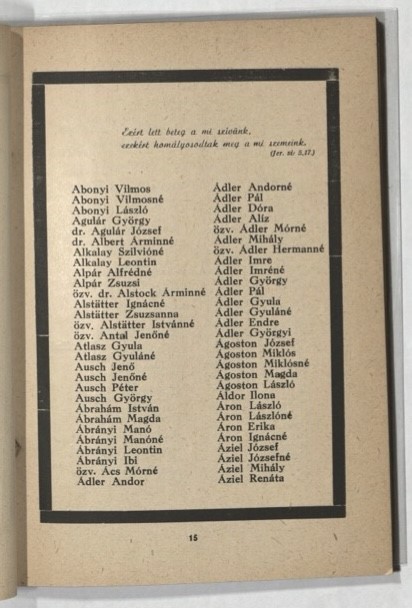 Ezért lett beteg a mi szivünk,
ezekért homályosodtak meg a mi szemeink.
(Jer. sir. 5,17.)
Abonyi Vilmos
Abonyi Vilmosné
Abonyi László
Agulár György
dr. Agulár József
dr. Albert Árminné
Alkalay Szilvióné
Alkalay Leontin
Alpár Alfrédné
Alpár Zsuzsi
özv. dr. Alstock Árminné
Alstätter Ignácné
Alstätter Zsuzsanna
özv. Alstätter Istvánné
özv. Antal Jenőné
Atlasz Gyula
Atlasz Gyuláné
Ausch Jenő
Ausch Jenőné
Ausch Péter
Ausch György
Ábrahám István
Ábrahám Magda
Ábrányi Manó
Ábrányi Manóné
Ábrányi Leontin
Ábrányi Ibi
özv. Ács Mórné
Ádler Andor
Ádler Andorné
Ádler Pál
Ádler Dóra
Ádler Aliz
özv. Ádler Mórné
Ádler Mihály
özv. Ádler Hermanné
Ádler Imre
Ádler Imréné
Ádler György
Ádler Pál
Ádler Gyula
Ádler Gyuláné
Ádler Endre
Ádler Györgyi
Ágoston József
Ágoston Miklós
Ágoston Miklósné
Ágoston Magda
Ágoston László
Áldor Ilona
Áron László
Áron Lászlóné
Áron Erika
Áron Ignácné
Áziel József
Áziel Józsefné
Áziel Mihály
Áziel Renáta
15